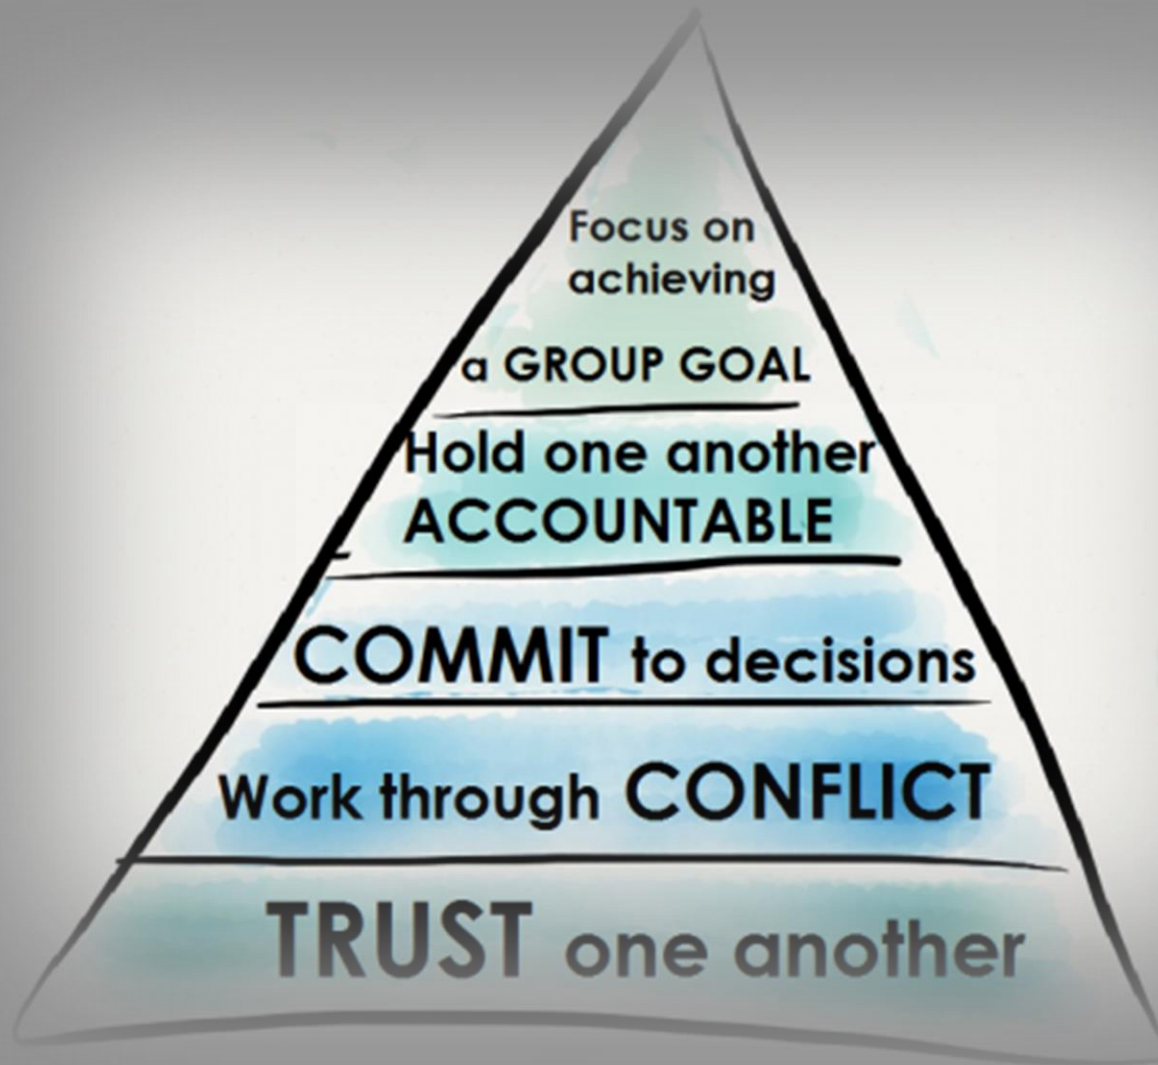 Focus on
achieving
a GROUP GOAL
Hold one another
ACCOUNTABLE
COMMIT to decisions
Work through CONFLICT
TRUST one another